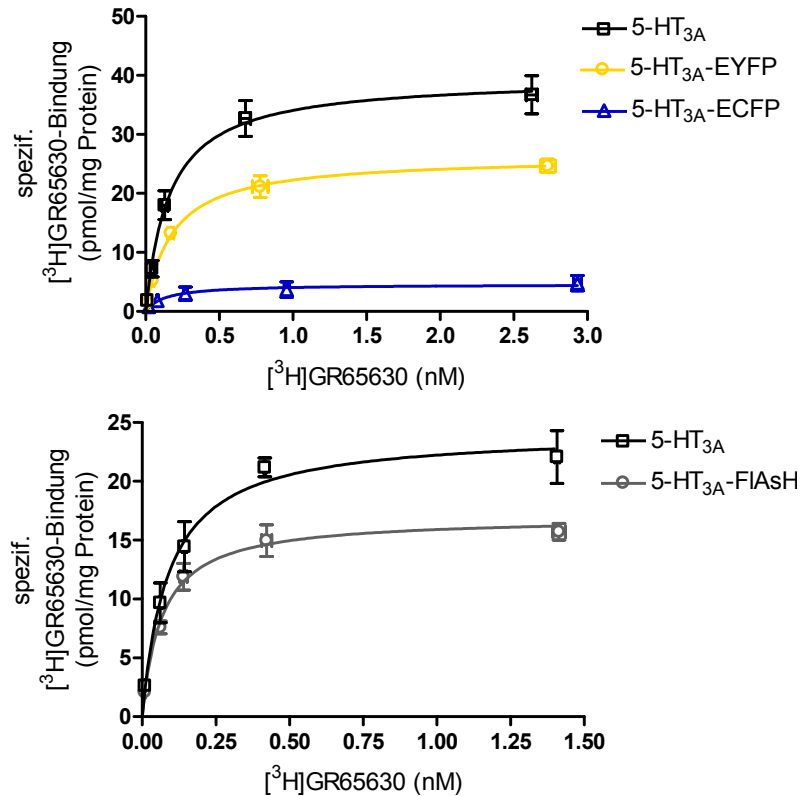 50
40
30
20
10
0
0.0 0.5 1.0 1.5 2.0 2.5 3.0
spezif.
[³H]GR65630-Bindung
(pmol/mg Protein)
[³H]GR65630 (nM)
5-HT₃A
5-HT₃A-EYFP
5-HT₃A-ECFP
25
20
15
10
5
0
0.00 0.25 0.50 0.75 1.00 1.25 1.50
spezif.
[³H]GR65630-Bindung
(pmol/mg Protein)
[³H]GR65630 (nM)
5-HT₃A
5-HT₃A-FlAsH